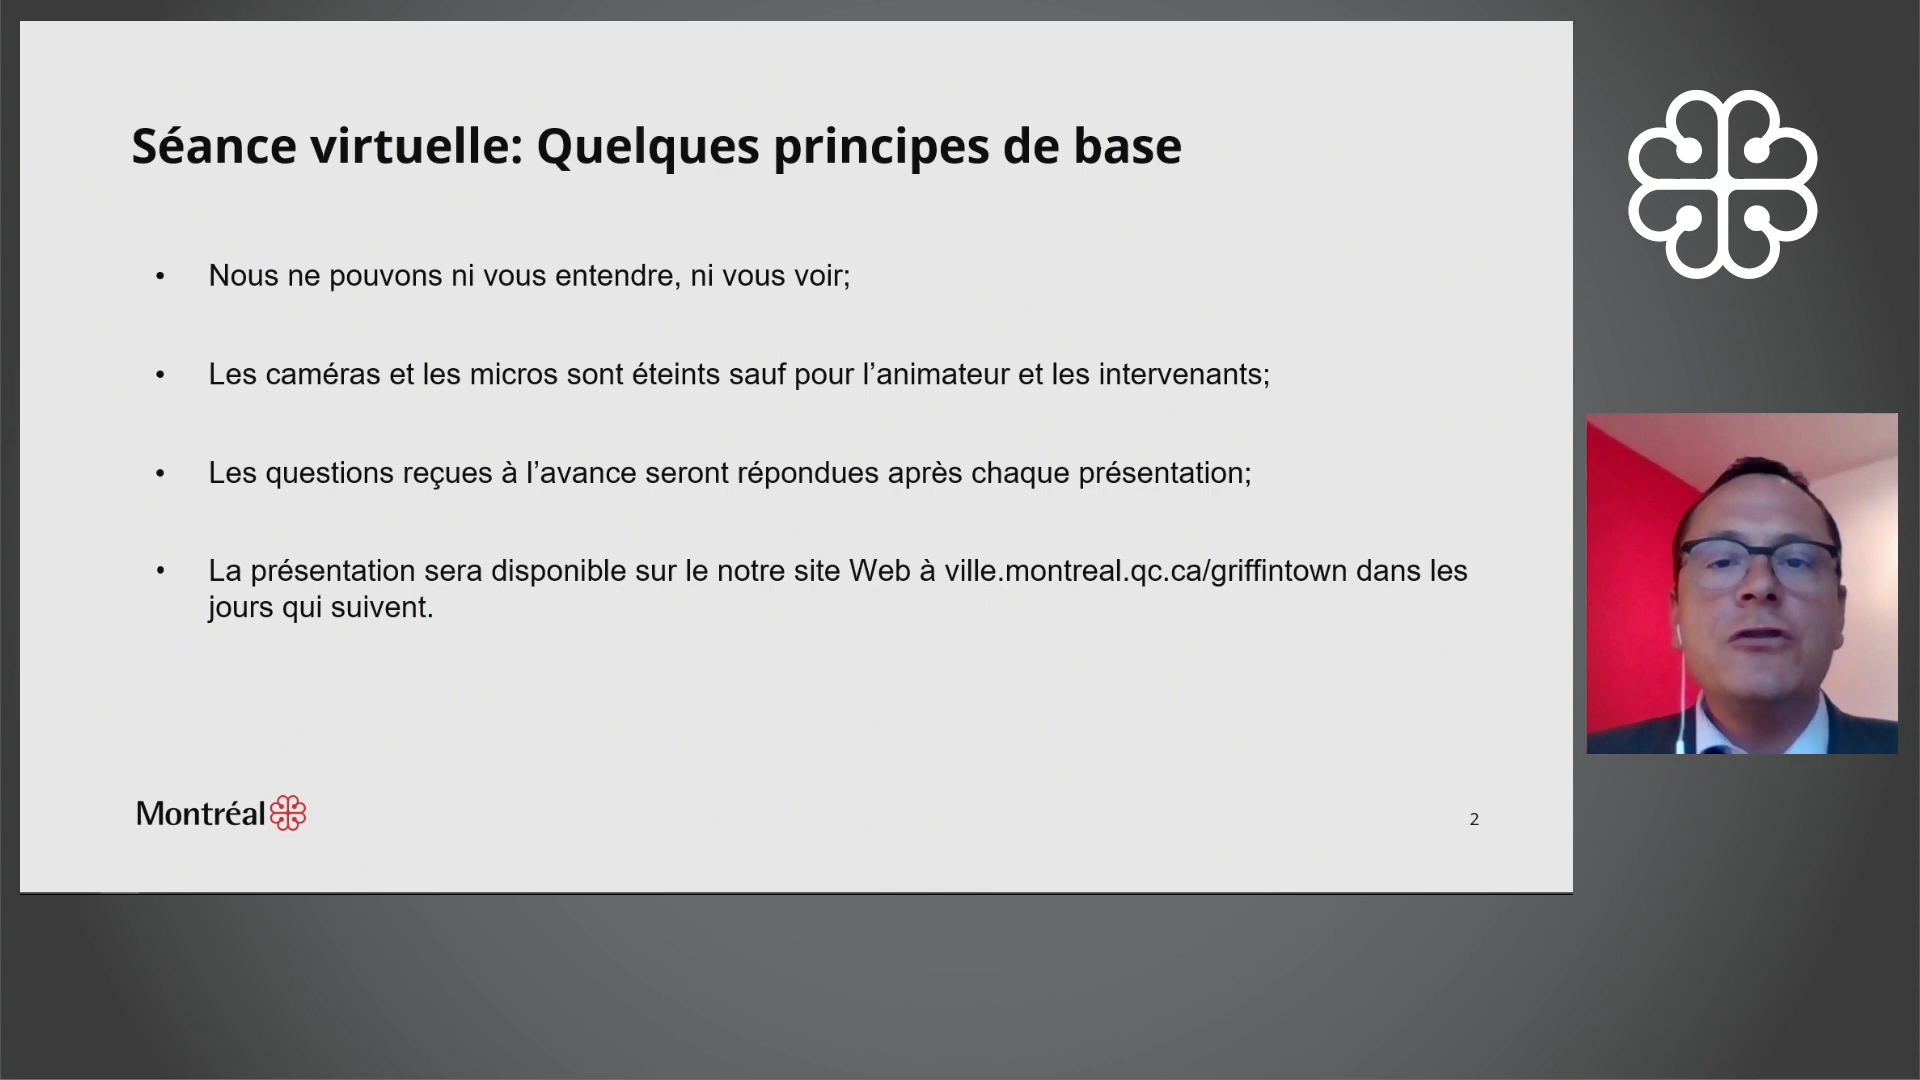 Séance virtuelle: Quelques principes de base
• Nous ne pouvons ni vous entendre, ni vous voir;
• Les caméras et les micros sont éteints sauf pour l’animateur et les intervenants;
• Les questions reçues à l’avance seront répondues après chaque présentation;
• La présentation sera disponible sur le notre site Web à ville.montreal.qc.ca/griffintown dans les
jours qui suivent.
Montréal
2